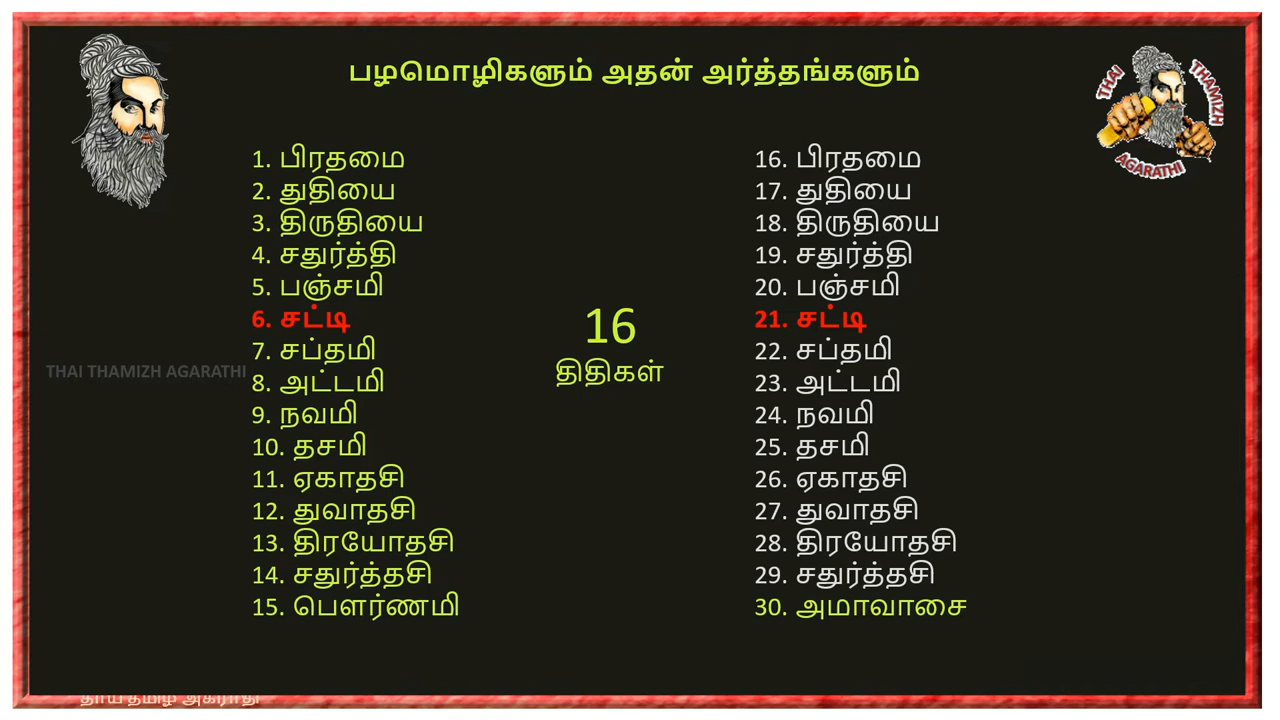 பழமொழிகளும் அதன் அர்த்தங்களும்
THAI THAMIZH AGARATHI
1. பிரதமை
2. துதியை
3. திருதியை
4. சதுர்த்தி
5. பஞ்சமி
6. சட்டி
7. சப்தமி
8. அட்டமி
9. நவமி
10. தசமி
11. ஏகாதசி
12. துவாதசி
13. திரயோதசி
14. சதுர்த்தசி
15. பௌர்ணமி
16
திதிகள்
16. பிரதமை
17. துதியை
18. திருதியை
19. சதுர்த்தி
20. பஞ்சமி
21. சட்டி
22. சப்தமி
23. அட்டமி
24. நவமி
25. தசமி
26. ஏகாதசி
27. துவாதசி
28. திரயோதசி
29. சதுர்த்தசி
30. அமாவாசை
THAI THAMIZH AGARATHI